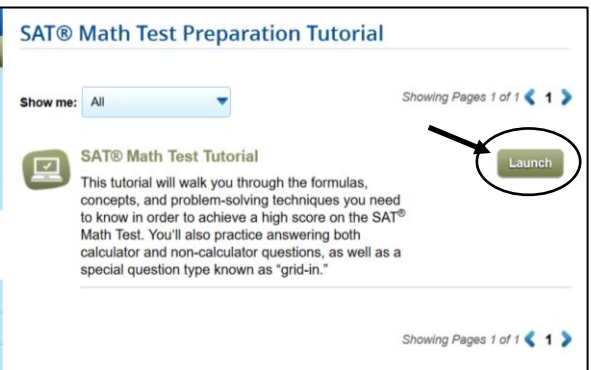 SAT® Math Test Preparation Tutorial
Show me: All
Showing Pages 1 of 1 1
SAT® Math Test Tutorial
Launch
This tutorial will walk you through the formulas,
concepts, and problem-solving techniques you need
to know in order to achieve a high score on the SAT®
Math Test. You'll also practice answering both
calculator and non-calculator questions, as well as a
special question type known as “grid-in.”
Showing Pages 1 of 1 1